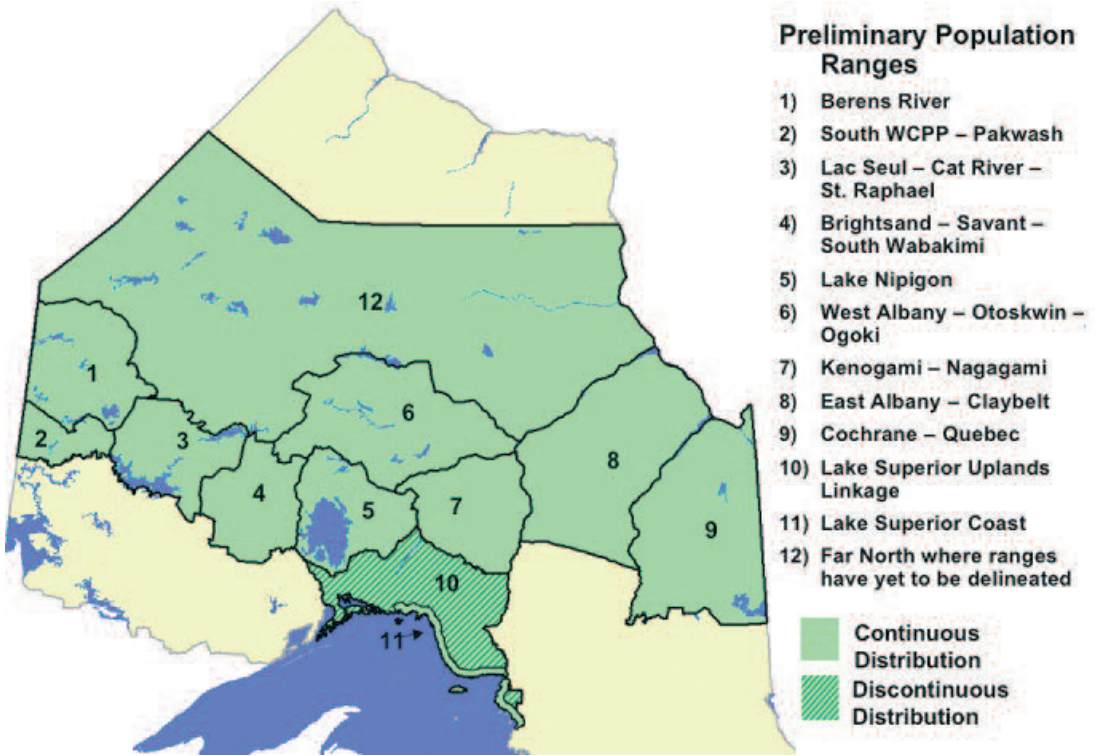 Preliminary Population
Ranges
1) Berens River
2) South WCPP – Pakwash
3) Lac Seul – Cat River –
St. Raphael
4) Brightsand – Savant –
South Wabakimi
5) Lake Nipigon
6) West Albany – Otoskwin –
Ogoki
7) Kenogami – Nagagami
8) East Albany – Claybelt
9) Cochrane – Quebec
10) Lake Superior Uplands
Linkage
11) Lake Superior Coast
12) Far North where ranges
have yet to be delineated
Continuous
Distribution
Discontinuous
Distribution
12
1
6
2
3
8
4
5
7
9
10
11